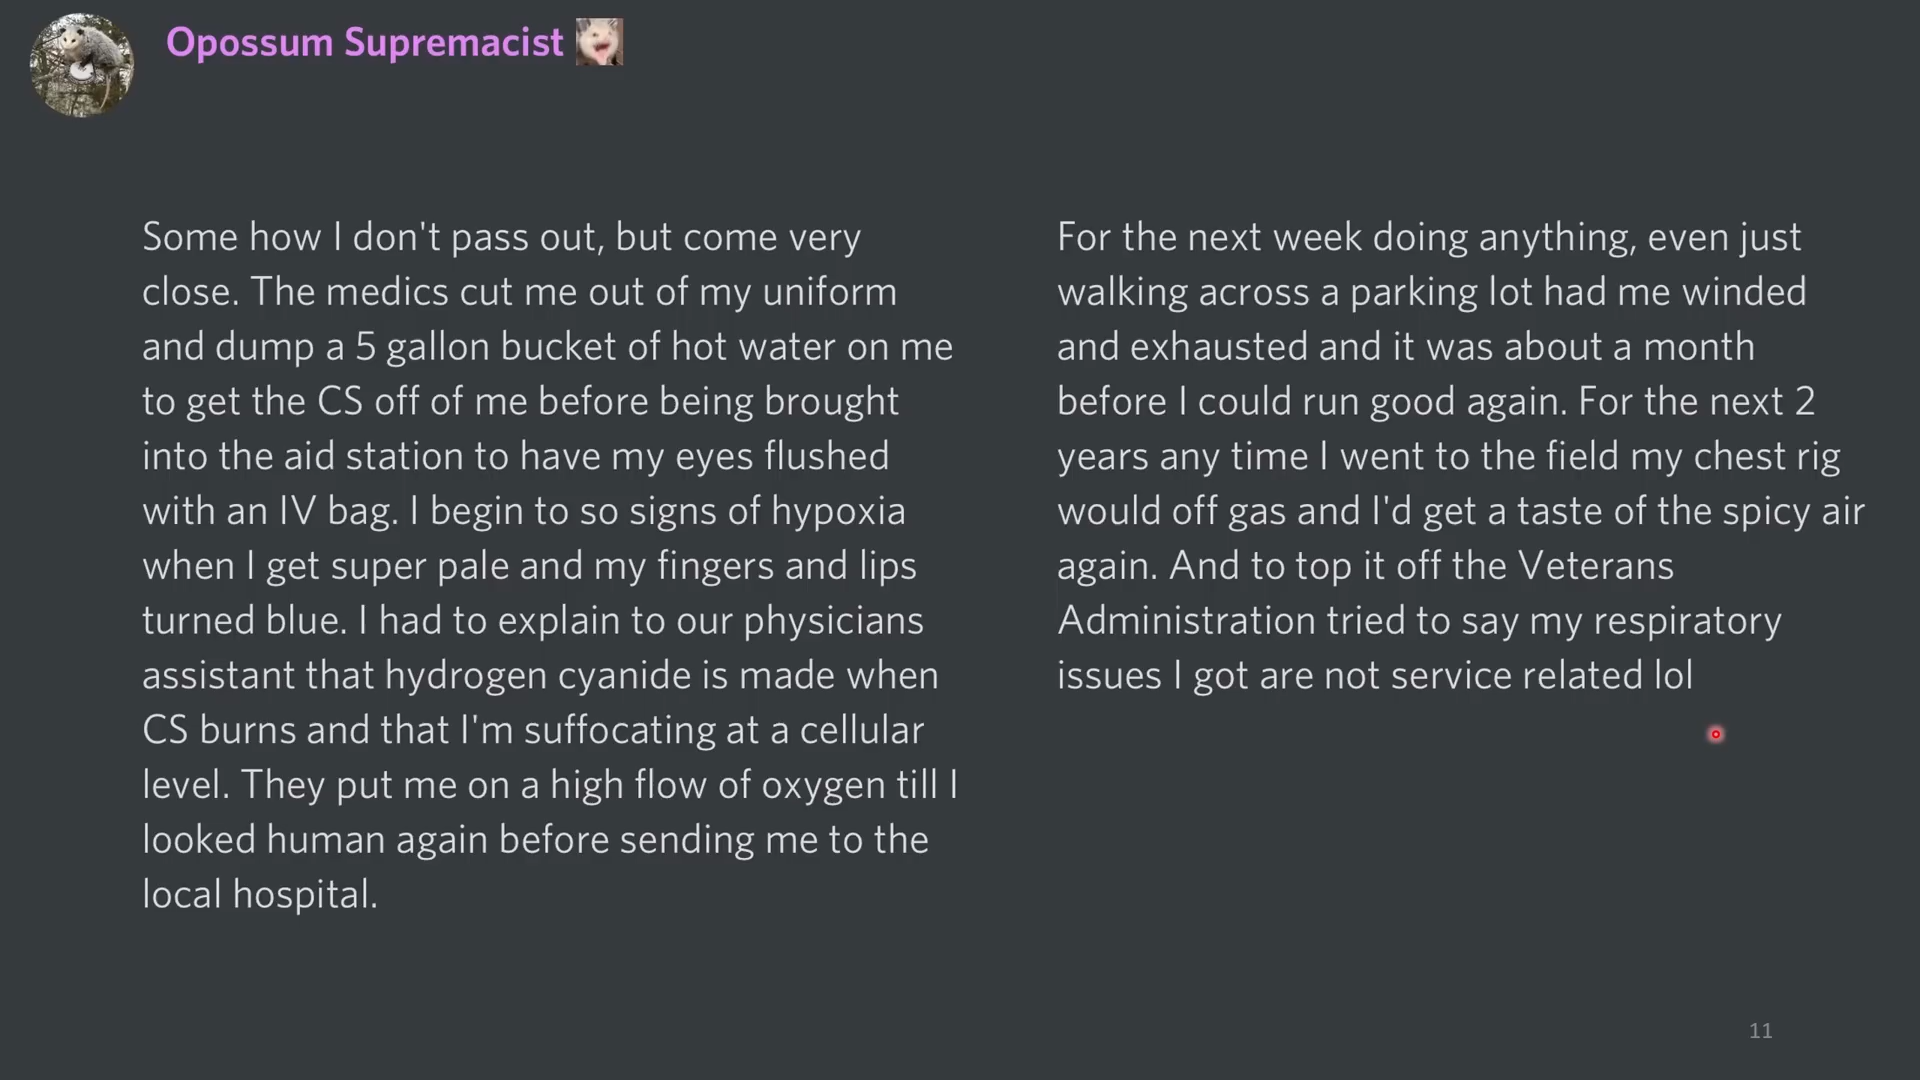 Opossum Supremacist
Some how I don't pass out, but come very
close. The medics cut me out of my uniform
and dump a 5 gallon bucket of hot water on me
to get the CS off of me before being brought
into the aid station to have my eyes flushed
with an IV bag. I begin to so signs of hypoxia
when I get super pale and my fingers and lips
turned blue. I had to explain to our physicians
assistant that hydrogen cyanide is made when
CS burns and that I'm suffocating at a cellular
level. They put me on a high flow of oxygen till I
looked human again before sending me to the
local hospital.
For the next week doing anything, even just
walking across a parking lot had me winded
and exhausted and it was about a month
before I could run good again. For the next 2
years any time I went to the field my chest rig
would off gas and I'd get a taste of the spicy air
again. And to top it off the Veterans
Administration tried to say my respiratory
issues I got are not service related lol
11